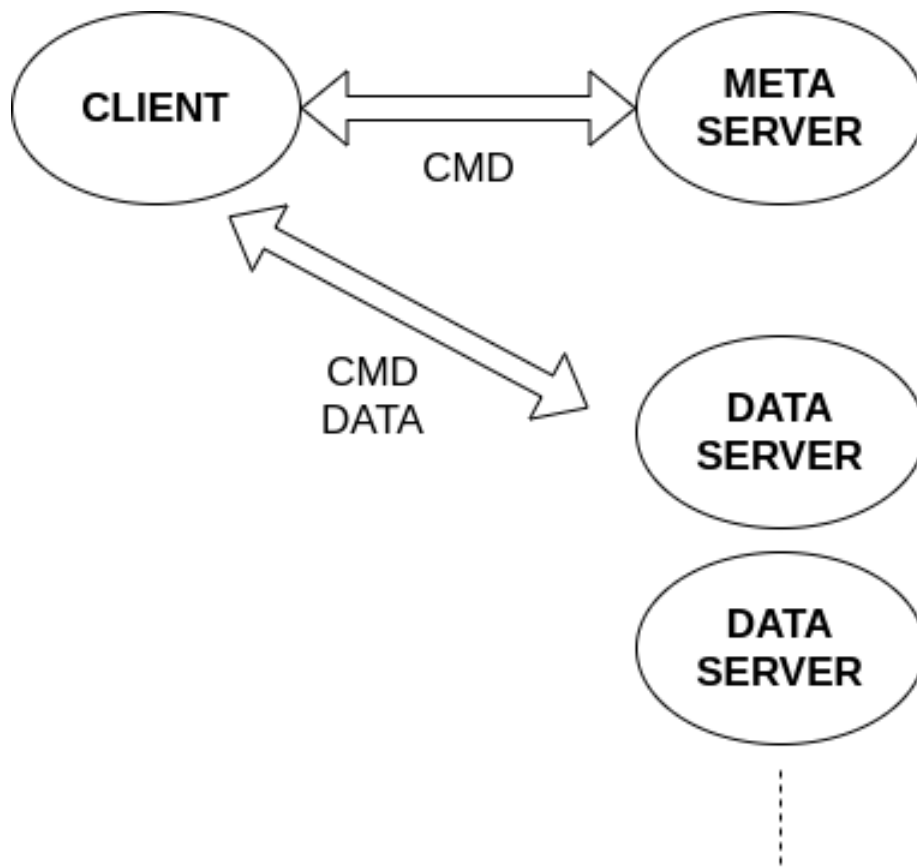 CLIENT
META
SERVER
CMD
CMD
DATA
DATA
SERVER
DATA
SERVER